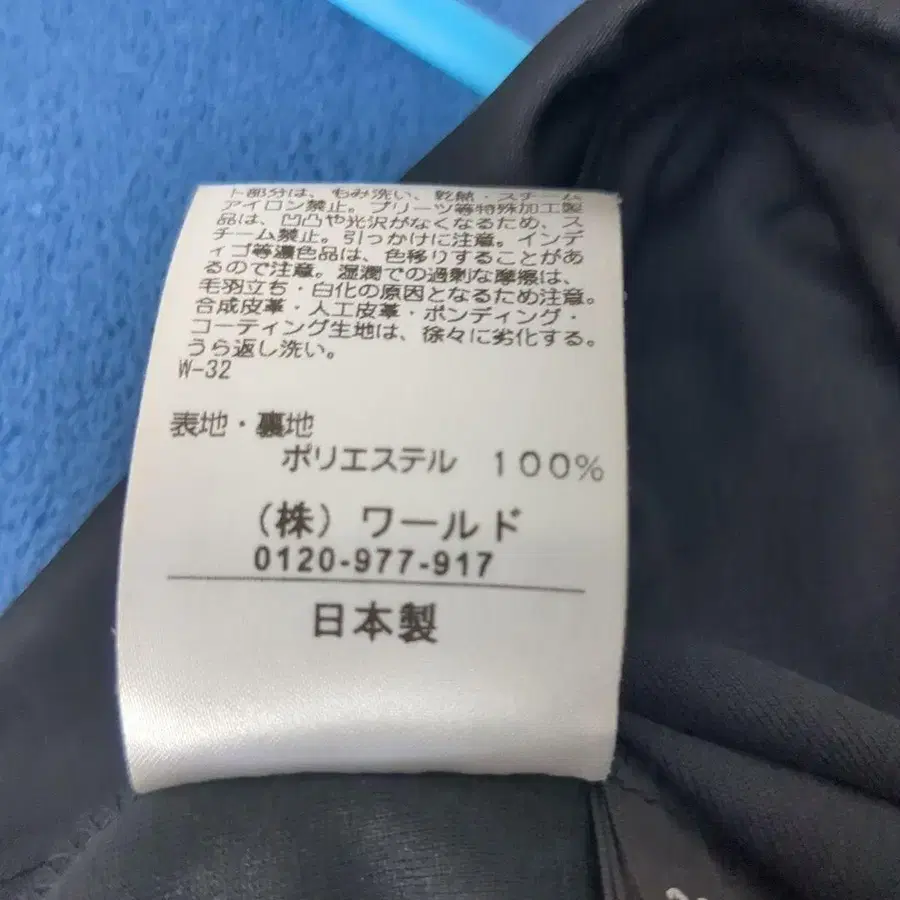 ト部分は、もみ洗い、乾熱・スチーム
アイロン禁止。プリーツ等特殊加工製
品は、凹凸や光沢がなくなるため、ス
チーム禁止。引っかけに注意。インデ
ィゴ等濃色品は、色移りすることがあ
るので注意。湿潤での過剰な摩擦は、
毛羽立ち・白化の原因となるため注意。
合成皮革・人工皮革・ボンディング・
コーティング生地は、徐々に劣化する。
うら返し洗い。
W-32
表地・裏地
ポリエステル 100%
(株)ワールド
0120-977-917
日本製